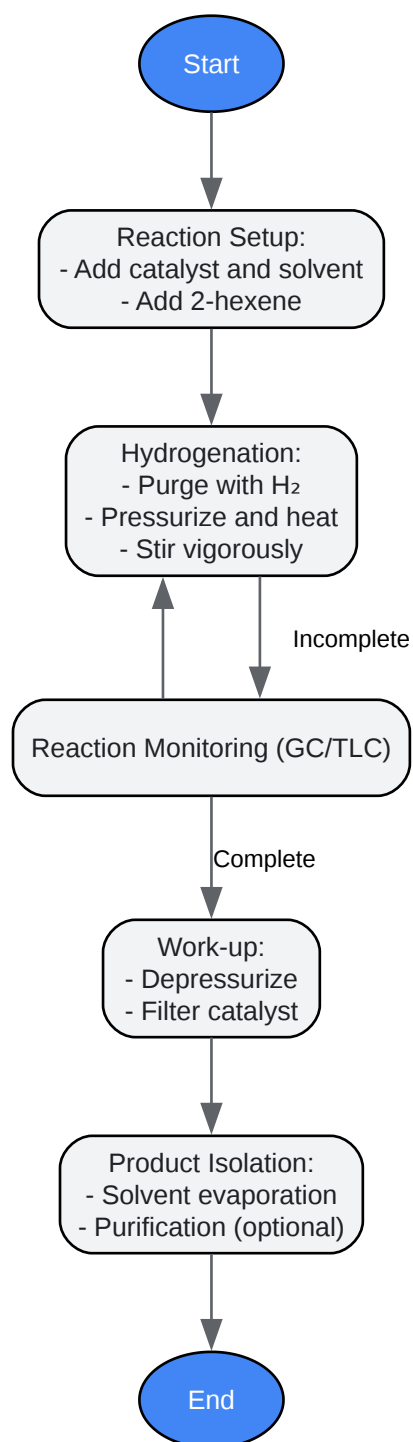 Start
Reaction Setup:
- Add catalyst and solvent
- Add 2-hexene
Hydrogenation:
- Purge with H₂
- Pressurize and heat
- Stir vigorously
Incomplete
Reaction Monitoring (GC/TLC)
Complete
Work-up:
- Depressurize
- Filter catalyst
Product Isolation:
- Solvent evaporation
- Purification (optional)
End